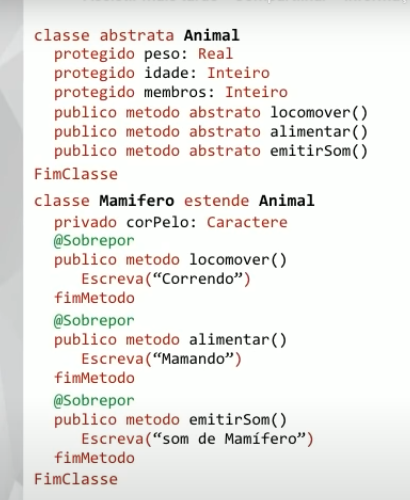 classe abstrata Animal
protegido peso: Real
protegido idade: Inteiro
protegido membros: Inteiro
publico metodo abstrato locomover()
publico metodo abstrato alimentar()
publico metodo abstrato emitirSom()
FimClasse
classe Mamifero estende Animal
privado corPelo: Caractere
@Sobrepor
publico metodo locomover()
Escreva(“Correndo”)
fimMetodo
@Sobrepor
publico metodo alimentar()
Escreva(“Mamando”)
fimMetodo
@Sobrepor
publico metodo emitirSom()
Escreva(“som de Mamífero”)
fimMetodo
FimClasse